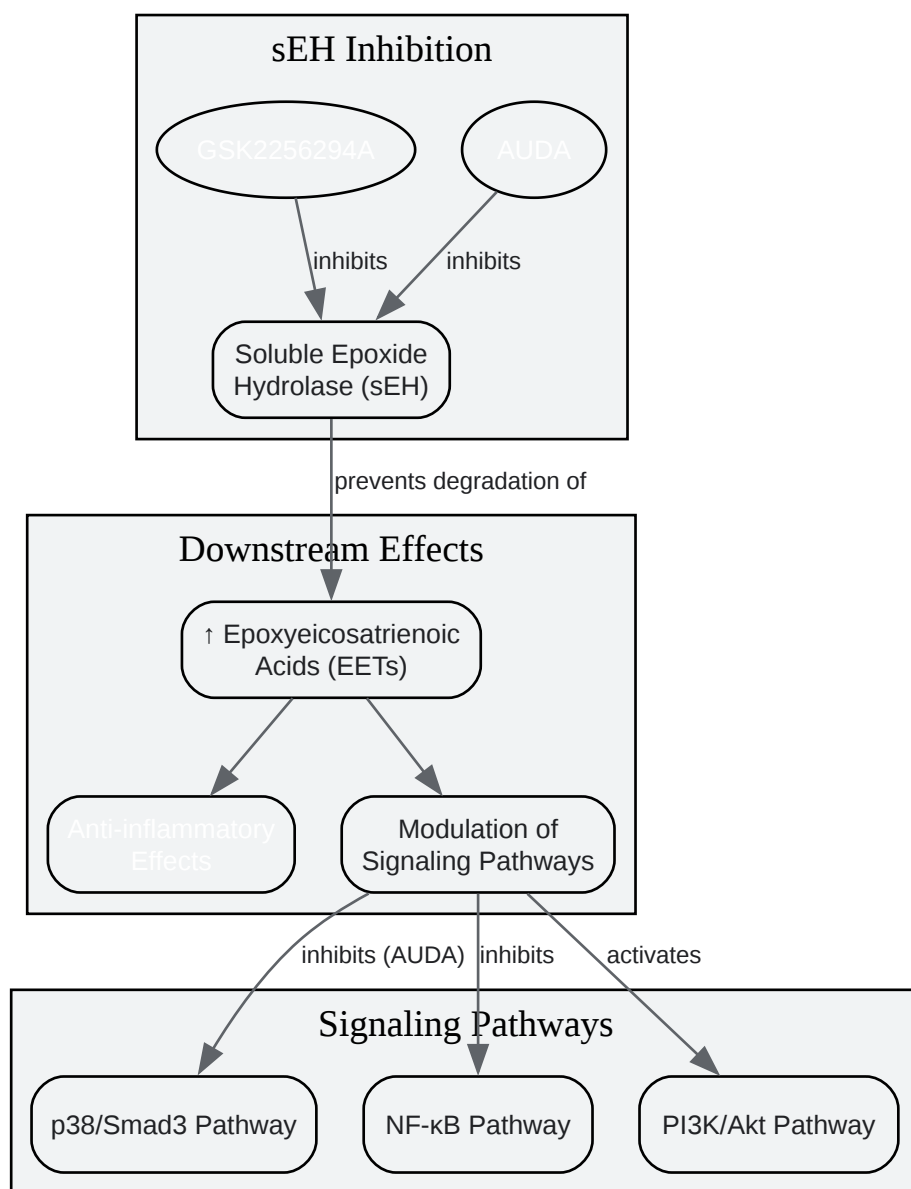 sEH Inhibition
GSK2256294A
AUDA
inhibits
inhibits
Soluble Epoxide
Hydrolase (sEH)
prevents degradation of
Downstream Effects
↑ Epoxyeicosatrienoic
Acids (EETs)
Anti-inflammatory
Effects
Modulation of
Signaling Pathways
inhibits (AUDA)
inhibits
activates
Signaling Pathways
p38/Smad3 Pathway
NF-κB Pathway
PI3K/Akt Pathway